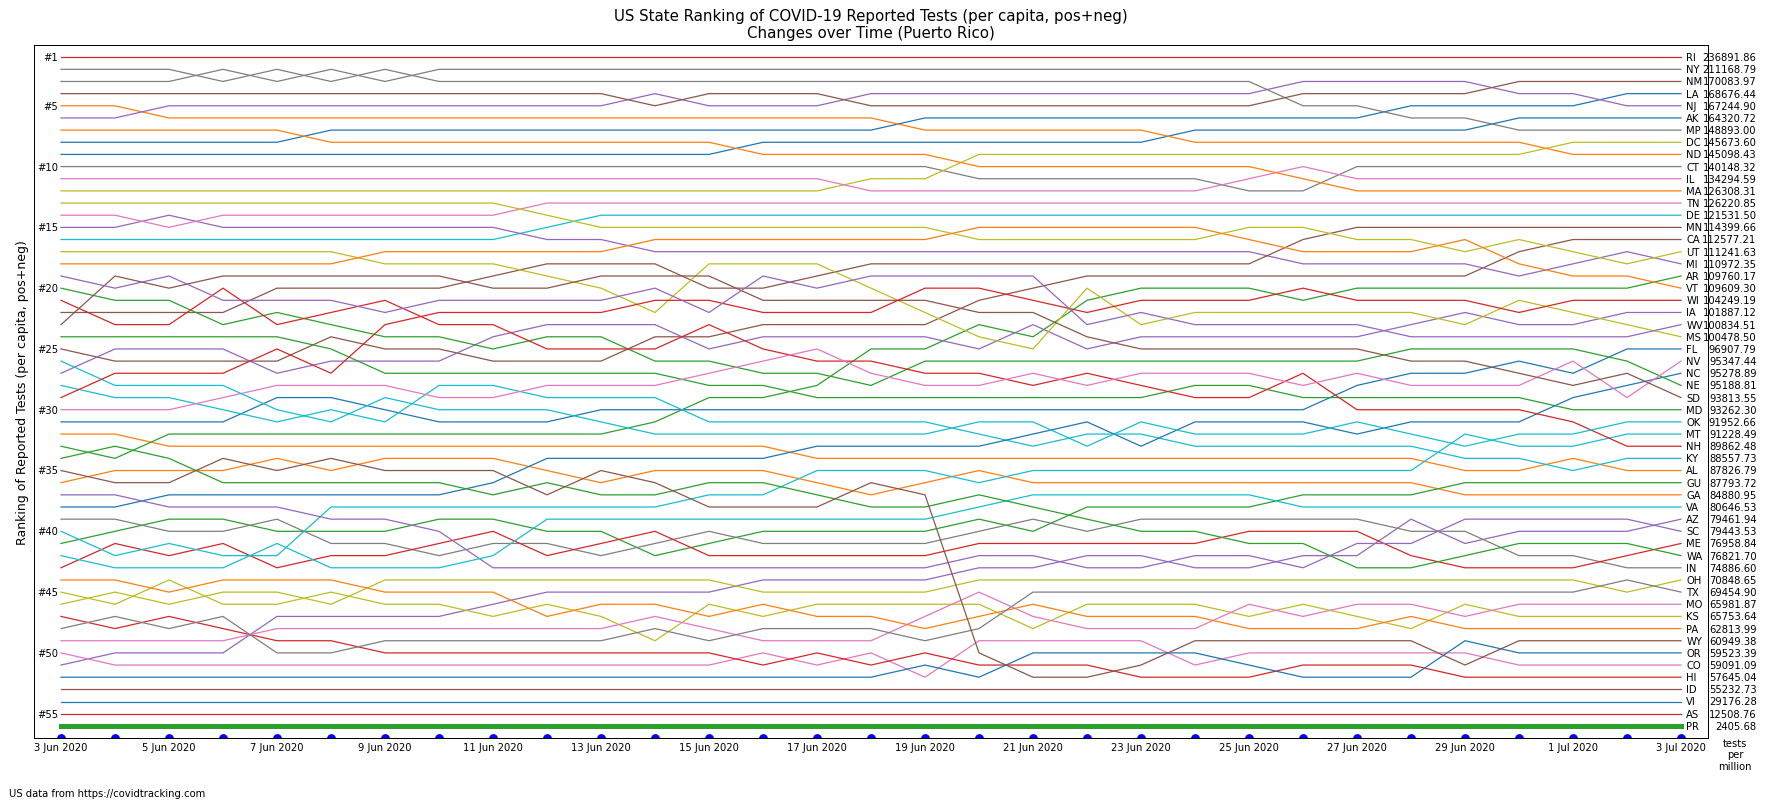 US State Ranking of COVID-19 Reported Tests (per capita, pos+neg)
Changes over Time (Puerto Rico)
Ranking of Reported Tests (per capita, pos+neg)
#1
#5
#10
#15
#20
#25
#30
#35
#40
#45
#50
#55
RI 236891.86
NY 211168.79
NM 170083.97
LA 168676.44
NJ 167244.90
AK 164320.72
MP 148893.00
DC 145673.60
ND 145098.43
CT 140148.32
IL 134294.59
MA 126308.31
TN 126220.85
DE 121531.50
MN 114399.66
CA 112577.21
UT 111241.63
MI 110972.35
AR 109760.17
VT 109609.30
WI 104249.19
IA 101887.12
WV 100834.51
MS 100478.50
FL 96907.79
NV 95347.44
NC 95278.89
NE 95188.81
SD 93813.55
MD 93262.30
OK 91952.66
MT 91228.49
NH 89862.48
KY 88557.73
AL 87826.79
GU 87793.72
GA 84880.95
VA 80646.53
AZ 79461.94
SC 79443.53
ME 76958.84
WA 76821.70
IN 74886.60
OH 70848.65
TX 69454.90
MO 65981.87
KS 65753.64
PA 62813.99
WY 60949.38
OR 59523.39
CO 59091.09
HI 57645.04
ID 55232.73
VI 29176.28
AS 12508.76
PR 2405.68
3 Jun 2020 5 Jun 2020 7 Jun 2020 9 Jun 2020 11 Jun 2020 13 Jun 2020 15 Jun 2020 17 Jun 2020 19 Jun 2020 21 Jun 2020 23 Jun 2020 25 Jun 2020 27 Jun 2020 29 Jun 2020 1 Jul 2020 3 Jul 2020
tests
per
million
US data from https://covidtracking.com